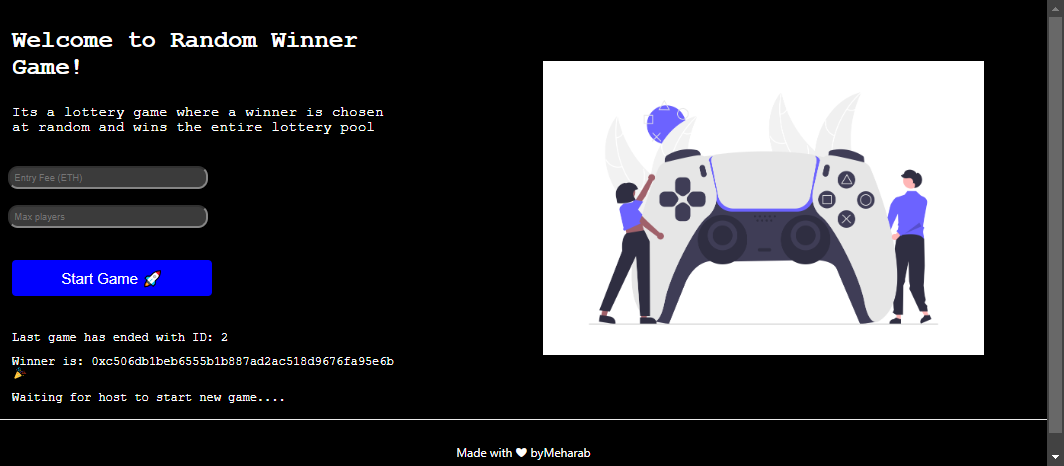 Welcome to Random Winner
Game!
Its a lottery game where a winner is chosen
at random and wins the entire lottery pool
Entry Fee (ETH)
Max players
Start Game 🚀
Last game has ended with ID: 2
Winner is: 0xc506db1beb6555b1b887ad2ac518d9676fa95e6b
🎉
Waiting for host to start new game....
Made with ❤ byMeharab